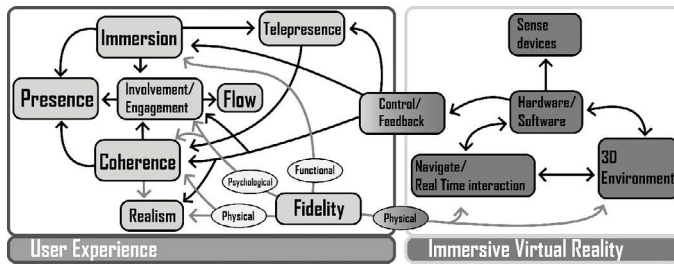 Immersion
Telepresence
Sense
devices
Presence
Involvement/
Engagement
Flow
Control/
Feedback
Hardware/
Software
Coherence
Functional
Psychological
Navigate/
Real Time interaction
3D
Environment
Realism
Physical
Fidelity
Physical
User Experience
Immersive Virtual Reality